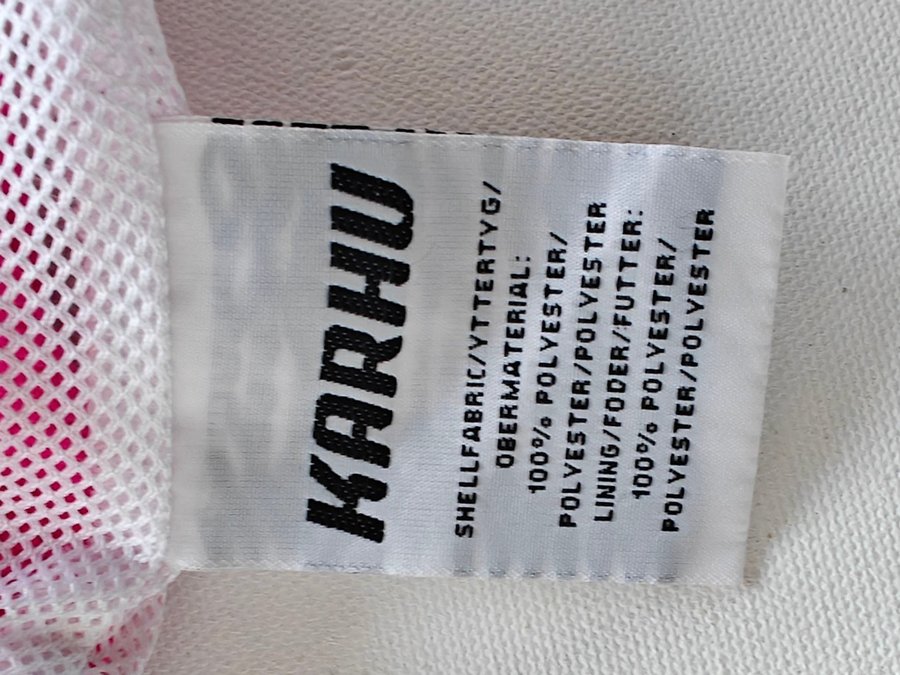 KARHU
SHELLFABRIC/YTTERTYG/
OBERMATERIAL:
100% POLYESTER/
POLYESTER/POLYESTER
LINING/FODER/FUTTER:
100% POLYESTER/
POLYESTER/POLYESTER